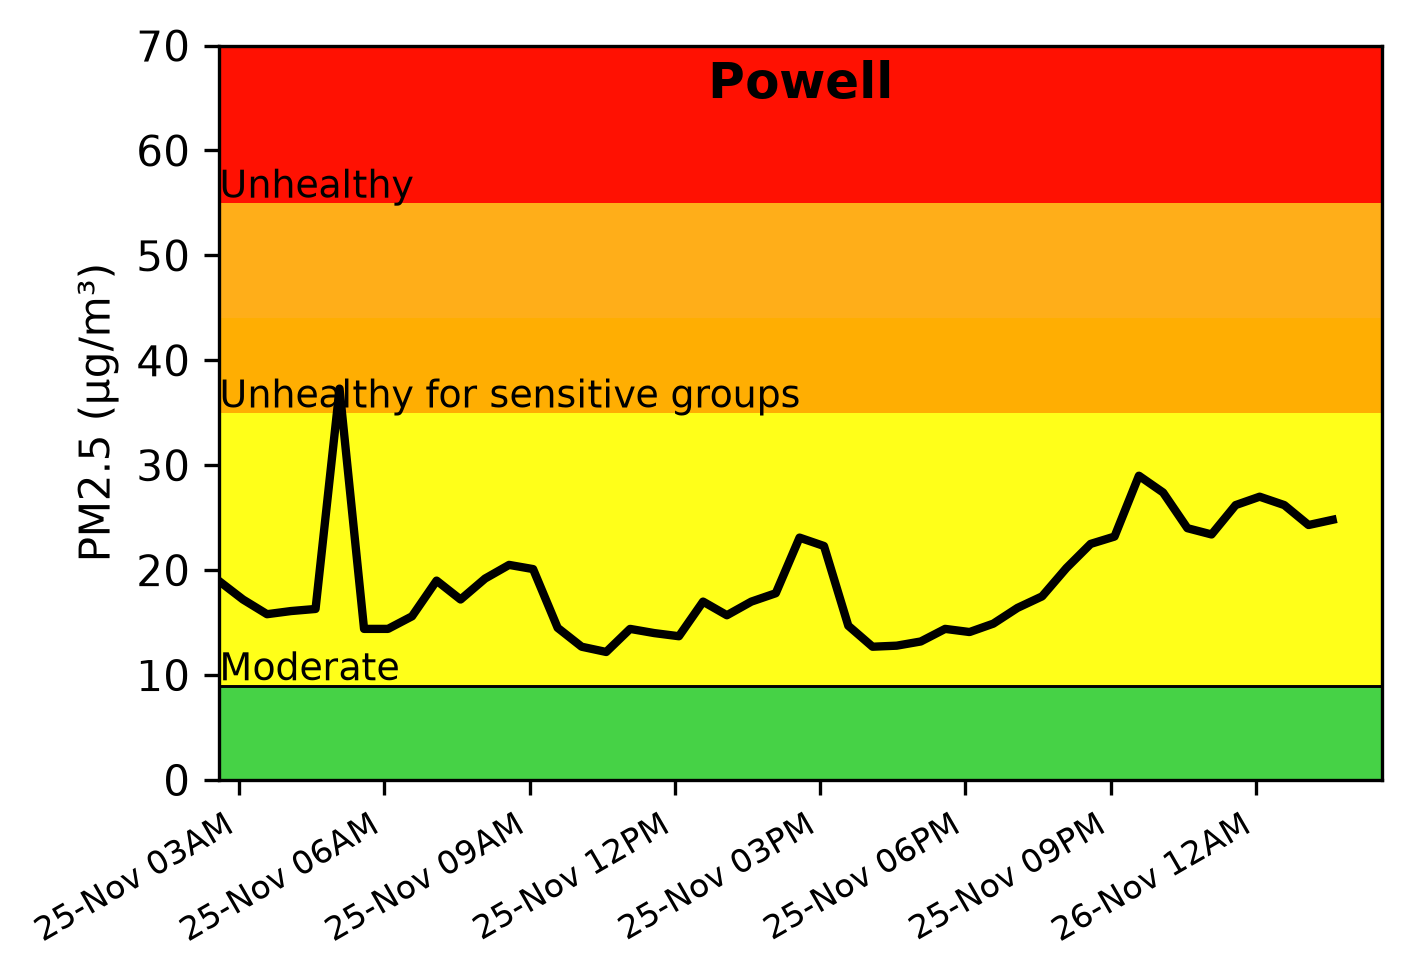 Powell
70
60
50
40
30
20
10
0
PM2.5 (µg/m³)
Unhealthy
Unhealthy for sensitive groups
Moderate
25-Nov 03AM
25-Nov 06AM
25-Nov 09AM
25-Nov 12PM
25-Nov 03PM
25-Nov 06PM
25-Nov 09PM
26-Nov 12AM